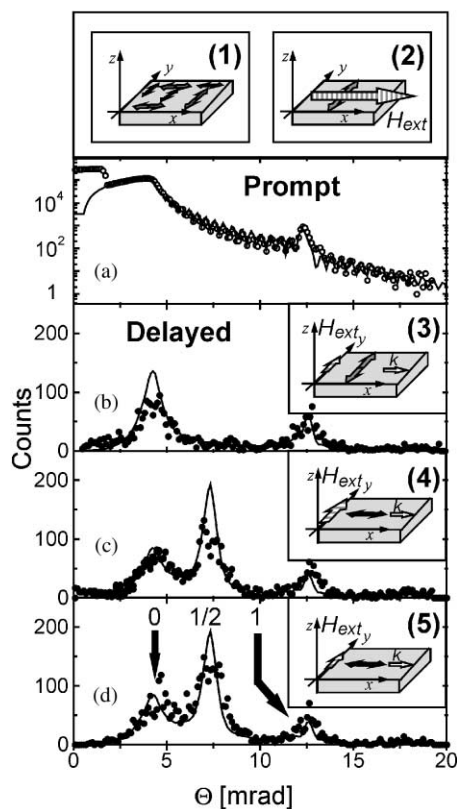 (1)
z
y
x
(2)
z
y
x
H_ext
Prompt
10^4
10^2
1
(a)
Delayed
(3)
z H_ext y
k
x
200
100
0
(b)
Counts
(4)
z H_ext y
k
x
200
100
0
(c)
(5)
z H_ext y
k
x
0 1/2 1
200
100
0
(d)
0 5 10 15 20
Θ [mrad]